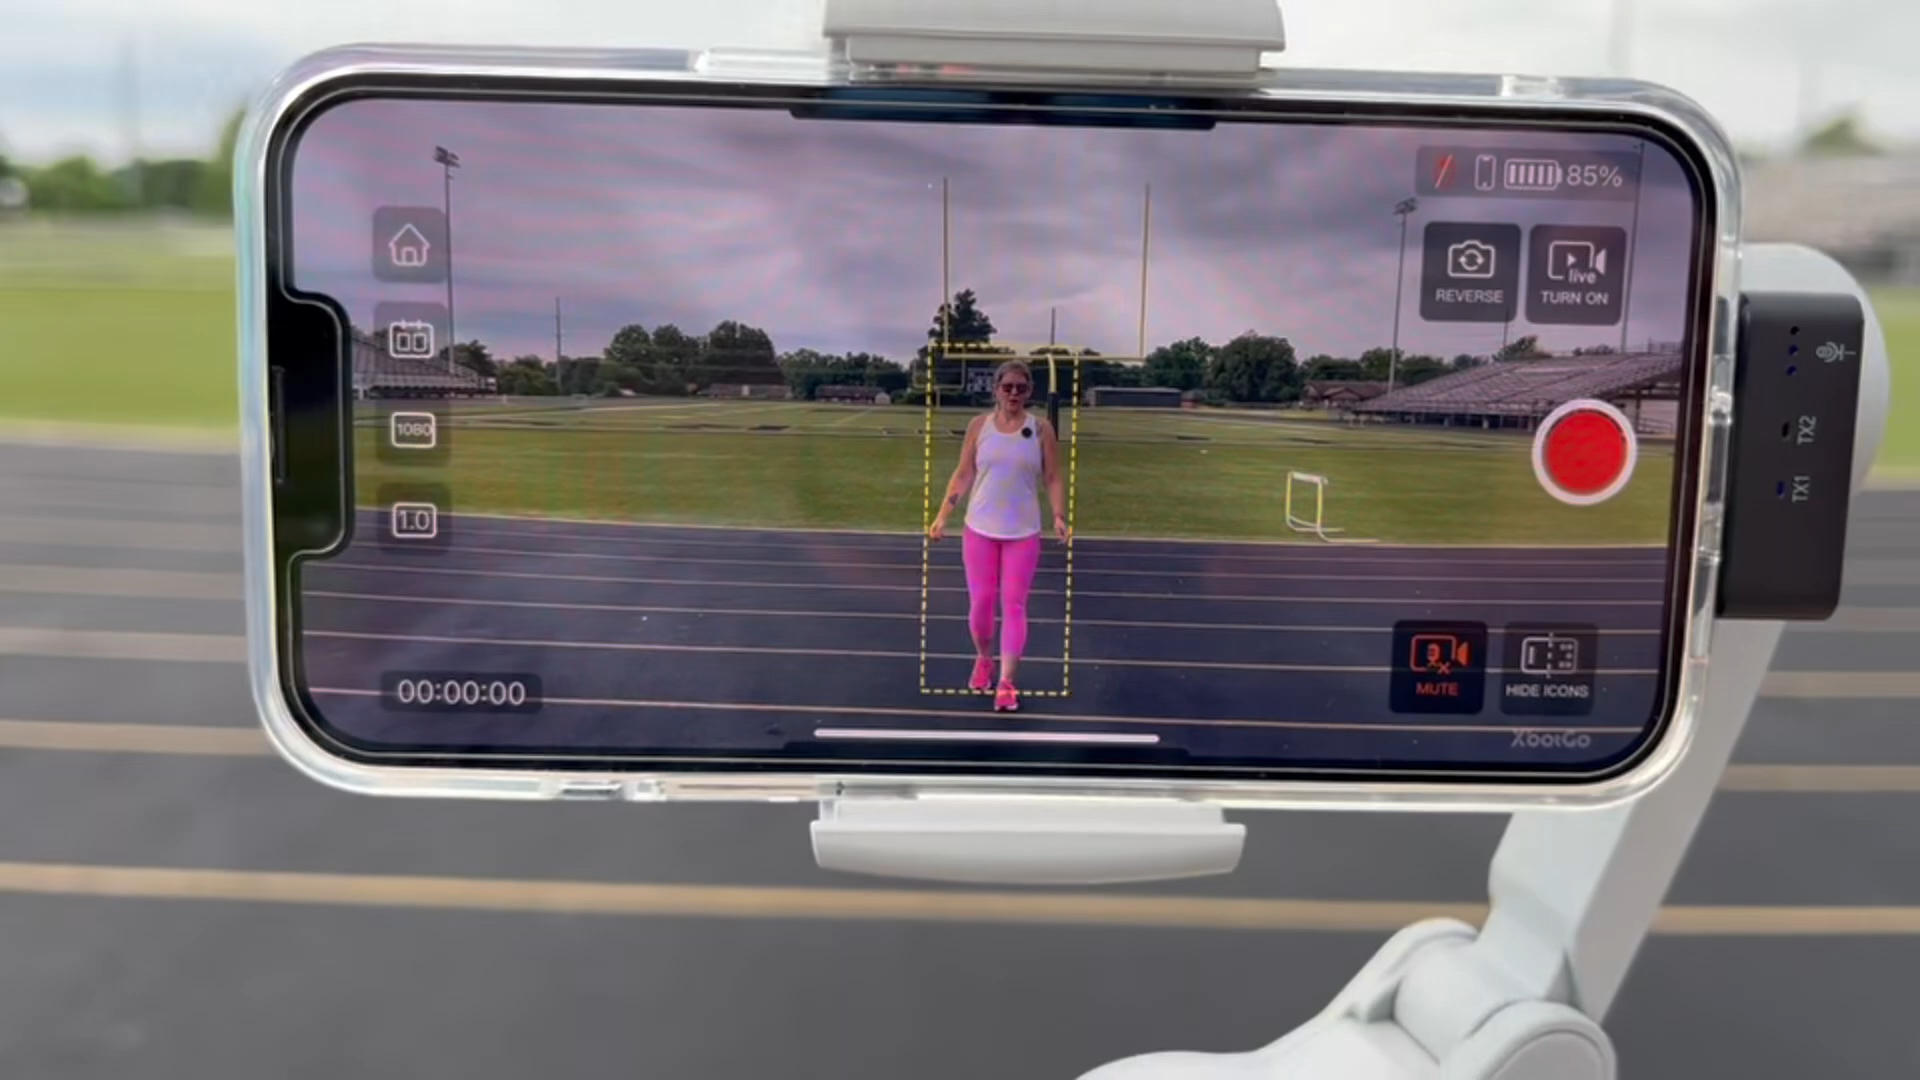 85%
REVERSE
live
TURN ON
1080
1.0
TX2
TX1
00:00:00
MUTE
HIDE ICONS
XbotGo